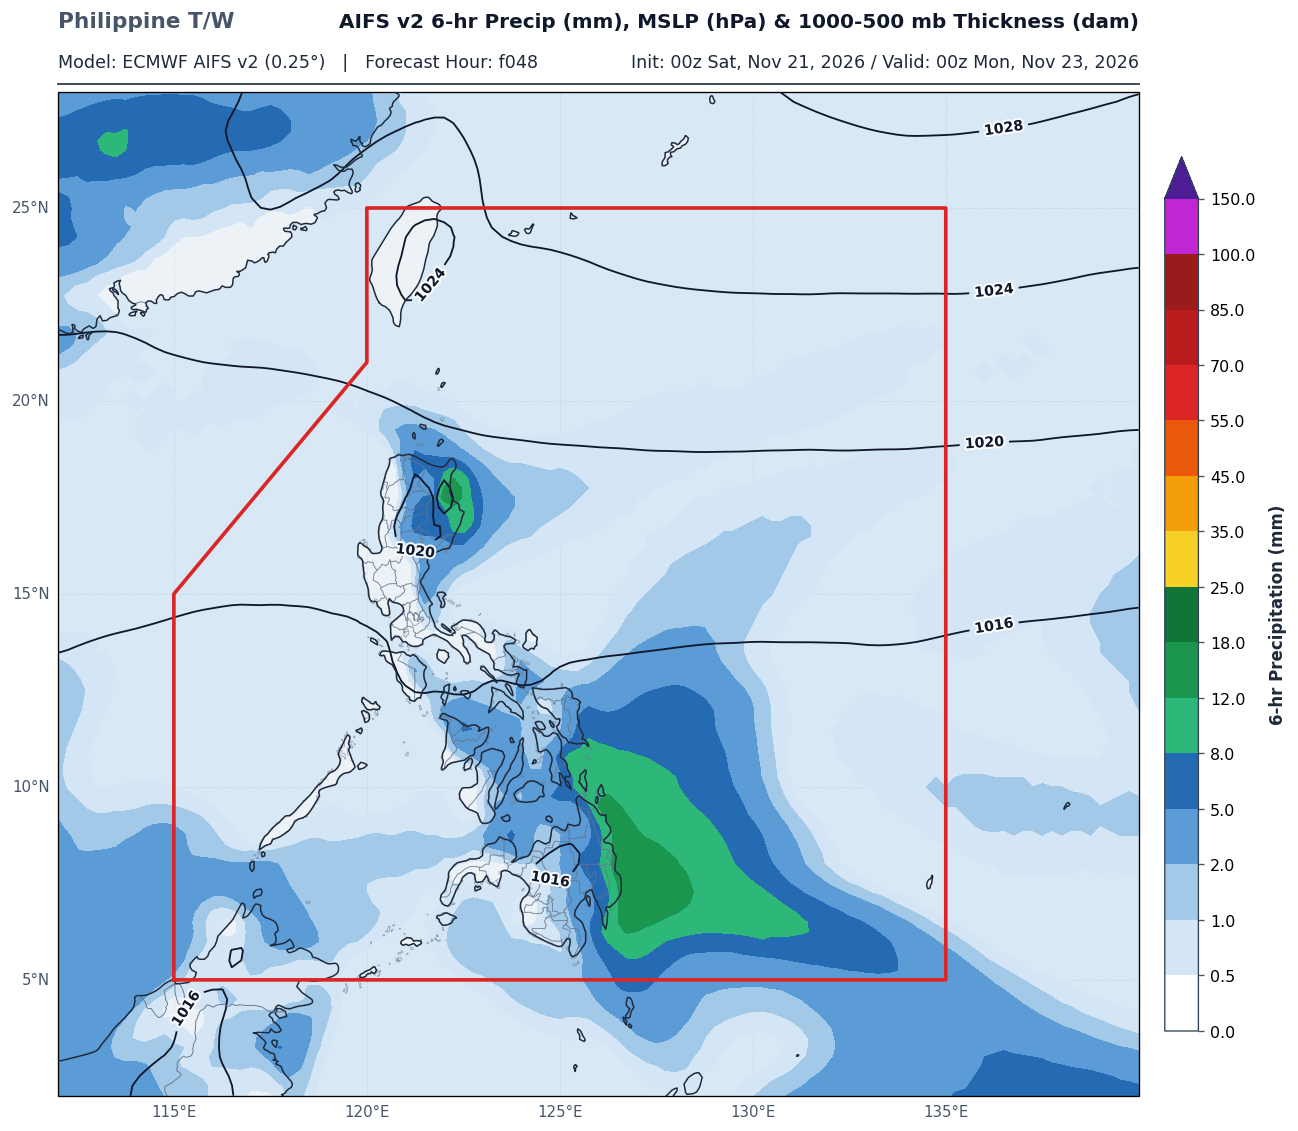 Philippine T/W
AIFS v2 6-hr Precip (mm), MSLP (hPa) & 1000-500 mb Thickness (dam)
Model: ECMWF AIFS v2 (0.25°) | Forecast Hour: f048
Init: 00z Sat, Nov 21, 2026 / Valid: 00z Mon, Nov 23, 2026
1028
25°N
1024
1024
20°N
1020
1020
15°N
1016
10°N
1016
5°N
1016
115°E
120°E
125°E
130°E
135°E
150.0
100.0
85.0
70.0
55.0
45.0
35.0
25.0
18.0
12.0
8.0
5.0
2.0
1.0
0.5
0.0
6-hr Precipitation (mm)